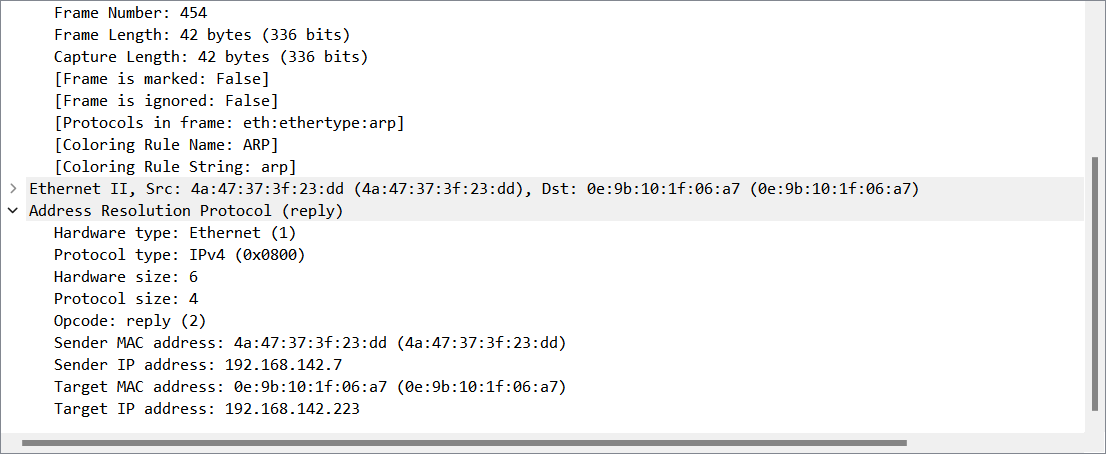 Frame Number: 454
Frame Length: 42 bytes (336 bits)
Capture Length: 42 bytes (336 bits)
[Frame is marked: False]
[Frame is ignored: False]
[Protocols in frame: eth:ethertype:arp]
[Coloring Rule Name: ARP]
[Coloring Rule String: arp]
Ethernet II, Src: 4a:47:37:3f:23:dd (4a:47:37:3f:23:dd), Dst: 0e:9b:10:1f:06:a7 (0e:9b:10:1f:06:a7)
Address Resolution Protocol (reply)
Hardware type: Ethernet (1)
Protocol type: IPv4 (0x0800)
Hardware size: 6
Protocol size: 4
Opcode: reply (2)
Sender MAC address: 4a:47:37:3f:23:dd (4a:47:37:3f:23:dd)
Sender IP address: 192.168.142.7
Target MAC address: 0e:9b:10:1f:06:a7 (0e:9b:10:1f:06:a7)
Target IP address: 192.168.142.223